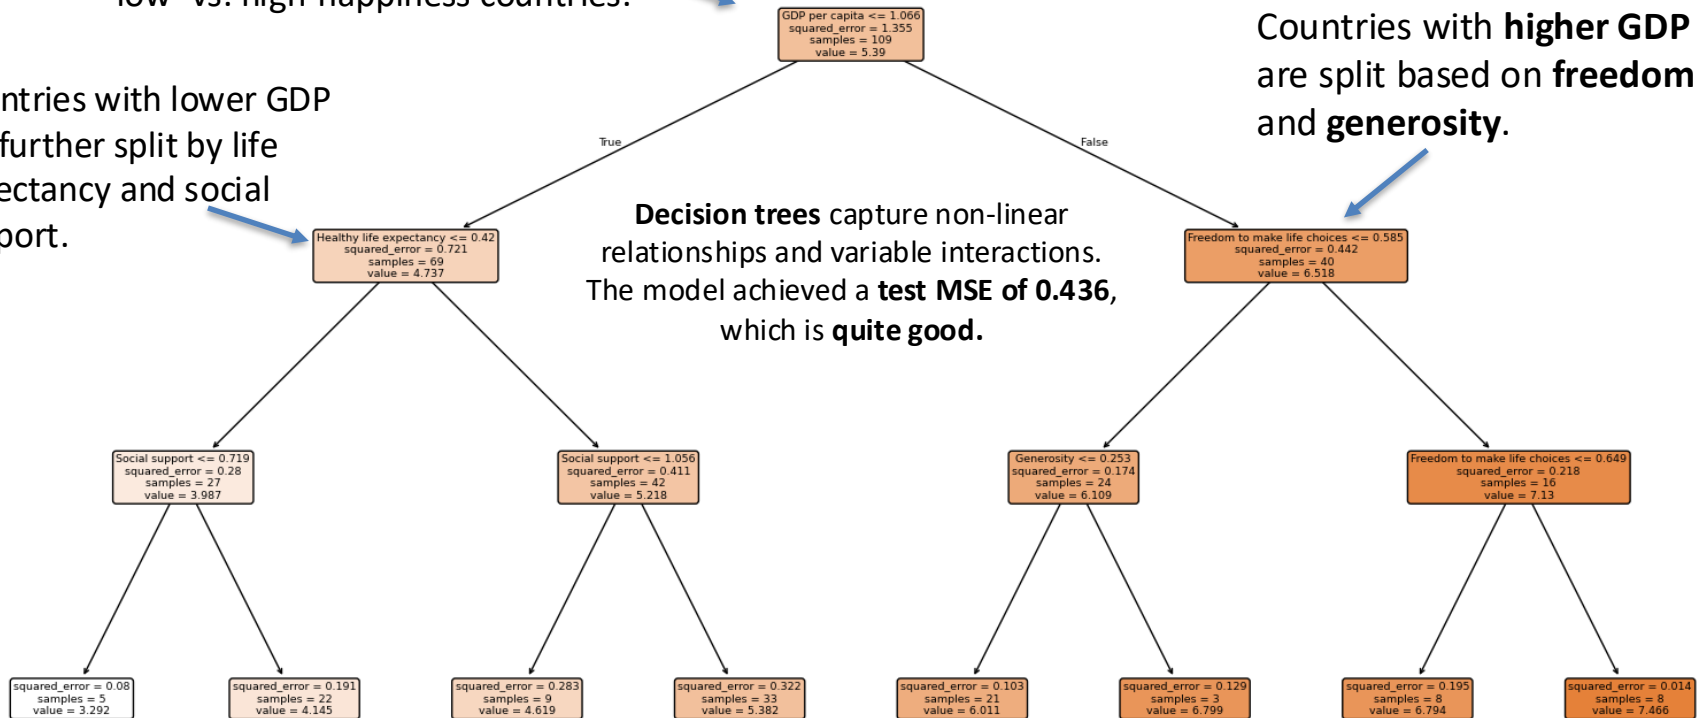 low- vs. high-happiness countries.
GDP per capita <= 1.066
squared_error = 1.355
samples = 109
value = 5.39
Countries with higher GDP
are split based on freedom
and generosity.
ntries with lower GDP
further split by life
ectancy and social
port.
True
False
Decision trees capture non-linear
relationships and variable interactions.
The model achieved a test MSE of 0.436,
which is quite good.
Healthy life expectancy <= 0.42
squared_error = 0.721
samples = 69
value = 4.737
Freedom to make life choices <= 0.585
squared_error = 0.442
samples = 40
value = 6.518
Social support <= 0.719
squared_error = 0.28
samples = 27
value = 3.987
Social support <= 1.056
squared_error = 0.411
samples = 42
value = 5.218
Generosity <= 0.253
squared_error = 0.174
samples = 24
value = 6.109
Freedom to make life choices <= 0.649
squared_error = 0.218
samples = 16
value = 7.13
squared_error = 0.08
samples = 5
value = 3.292
squared_error = 0.191
samples = 22
value = 4.145
squared_error = 0.283
samples = 9
value = 4.619
squared_error = 0.322
samples = 33
value = 5.382
squared_error = 0.103
samples = 21
value = 6.011
squared_error = 0.129
samples = 3
value = 6.799
squared_error = 0.195
samples = 8
value = 6.794
squared_error = 0.014
samples = 8
value = 7.466